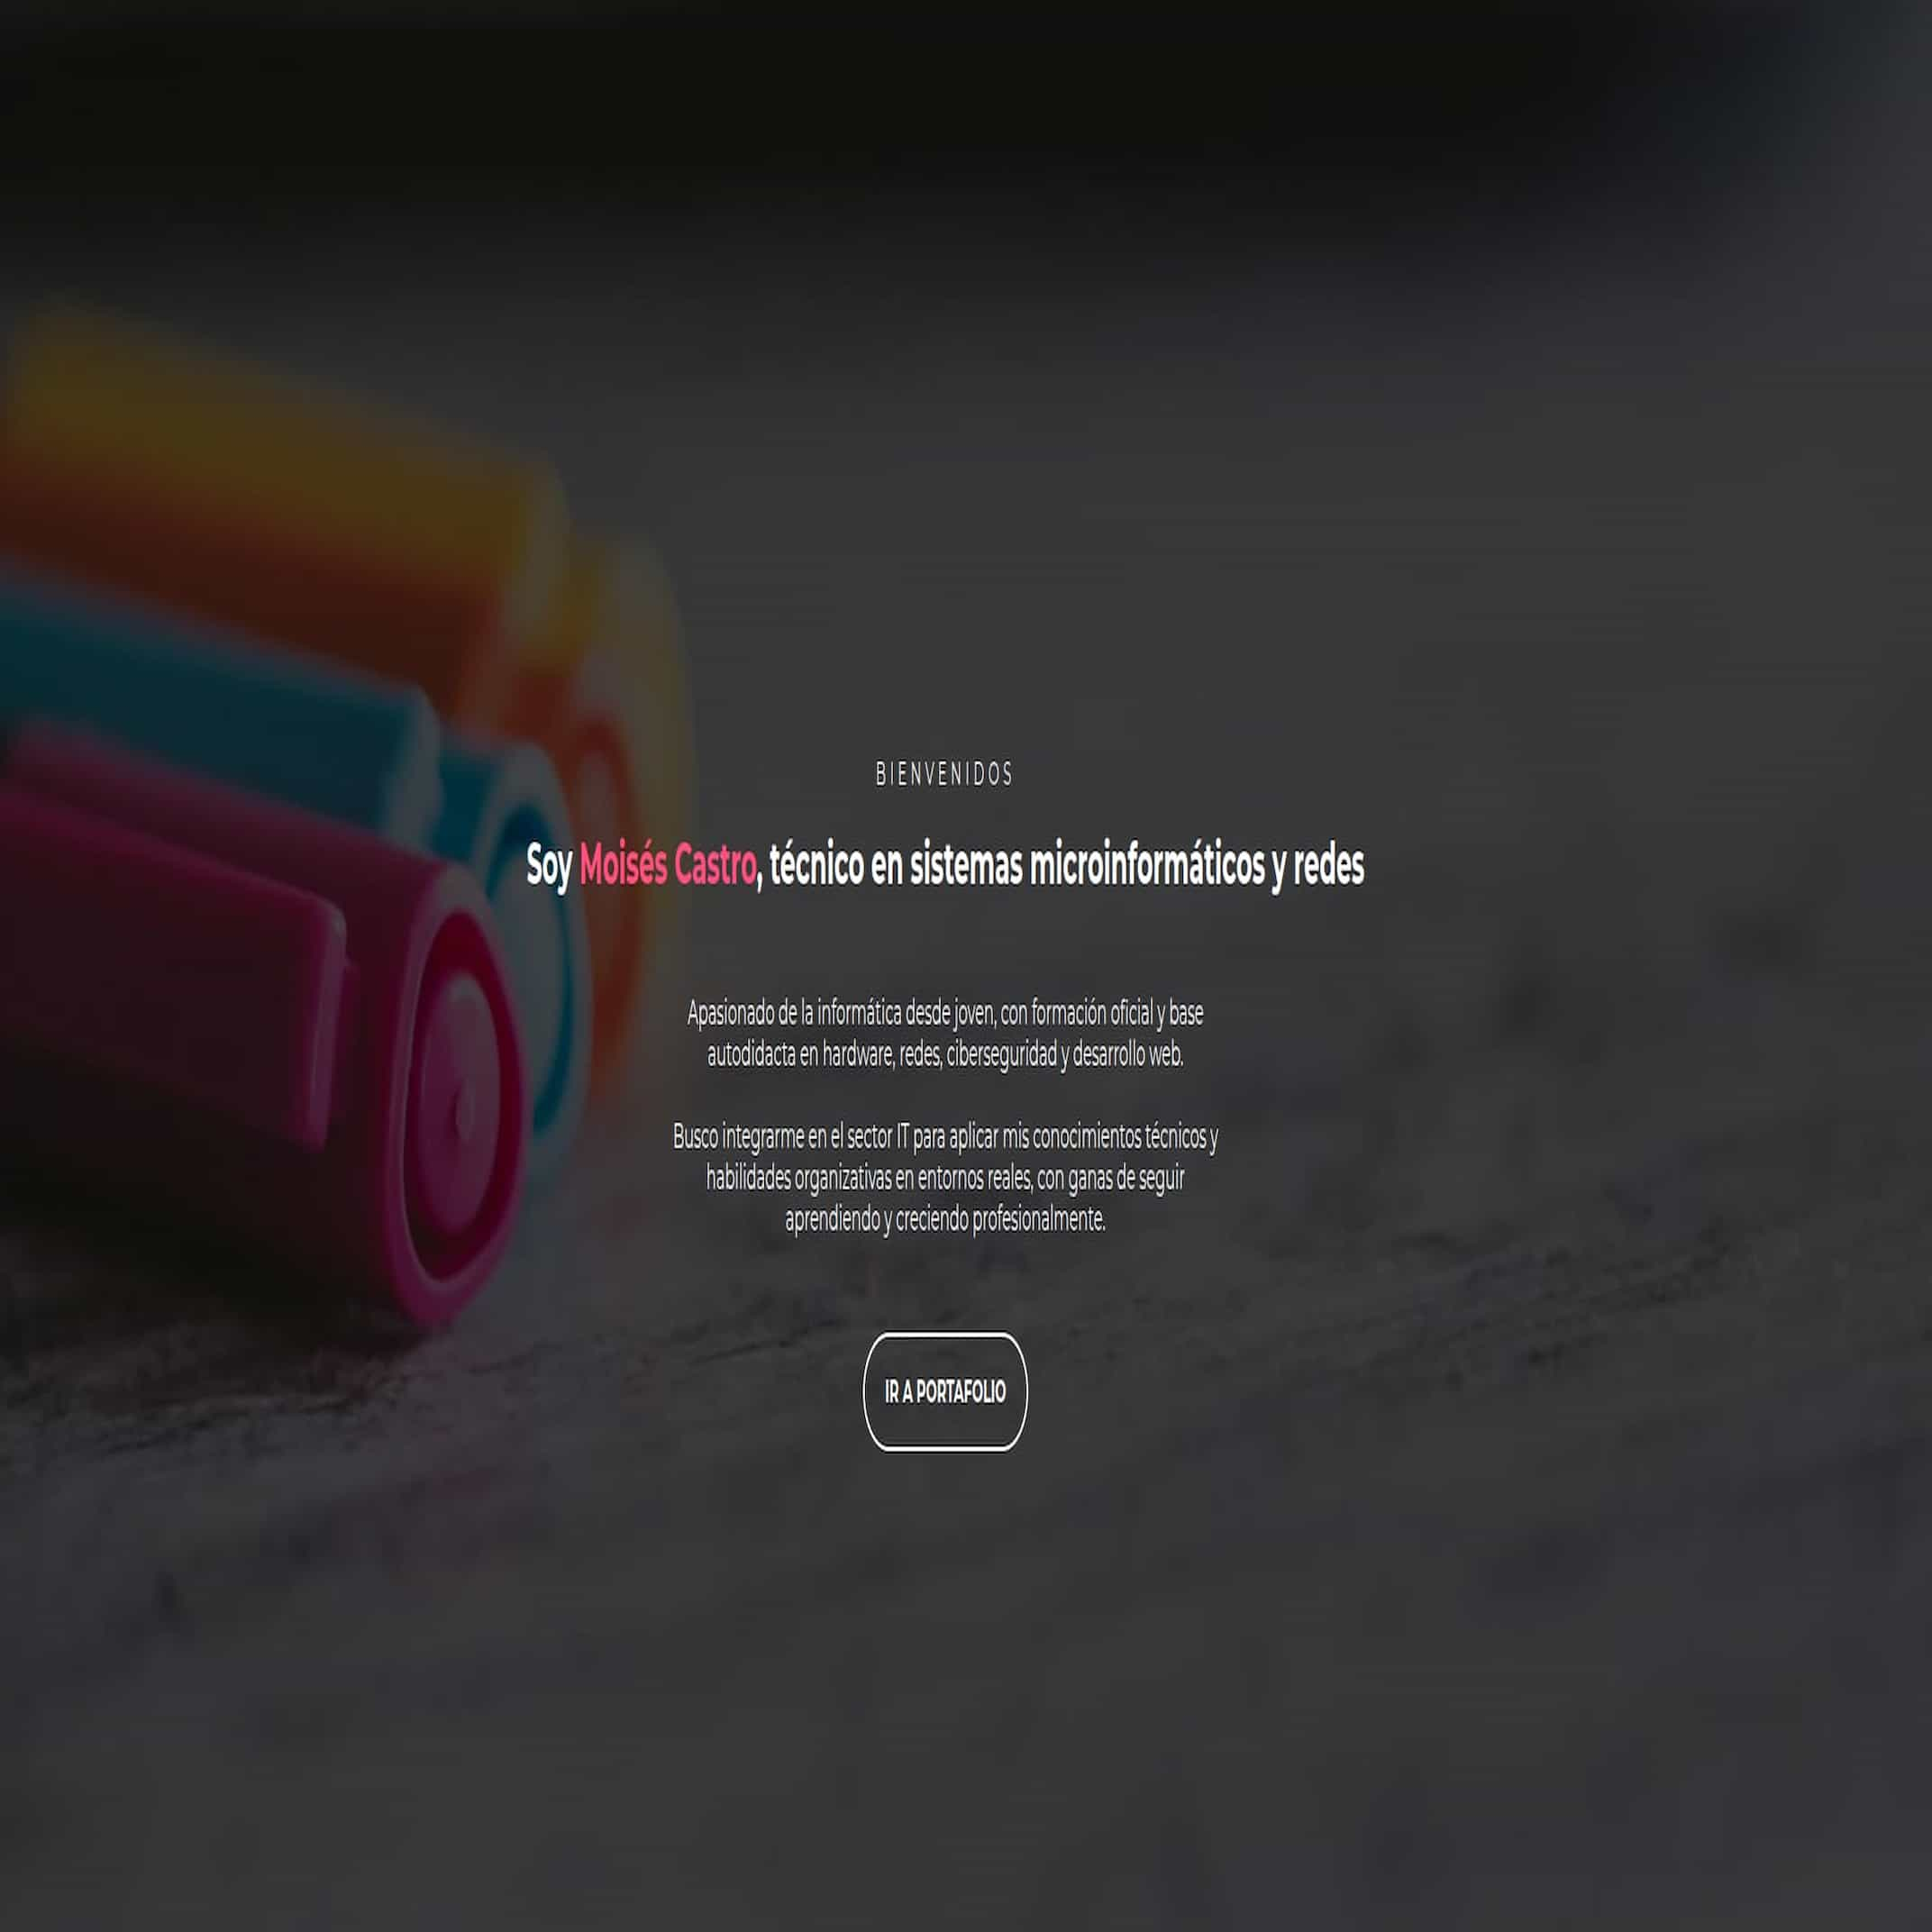 BIENVENIDOS
Soy Moisés Castro, técnico en sistemas microinformáticos y redes
Apasionado de la informática desde joven, con formación oficial y base
autodidacta en hardware, redes, ciberseguridad y desarrollo web.
Busco integrarme en el sector IT para aplicar mis conocimientos técnicos y
habilidades organizativas en entornos reales, con ganas de seguir
aprendiendo y creciendo profesionalmente.
IR A PORTAFOLIO